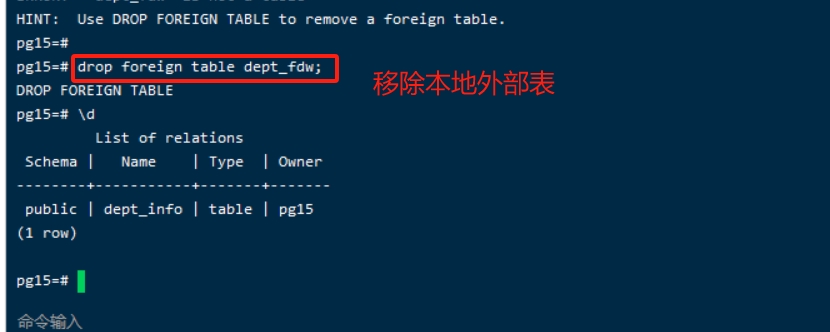 HINT:  Use DROP FOREIGN TABLE to remove a foreign table.
pg15=#
pg15=# drop foreign table dept_fdw;
移除本地外部表
DROP FOREIGN TABLE
pg15=# \d
         List of relations
 Schema |   Name    | Type  | Owner
--------+-----------+-------+-------
 public | dept_info | table | pg15
(1 row)
pg15=#
命令输入